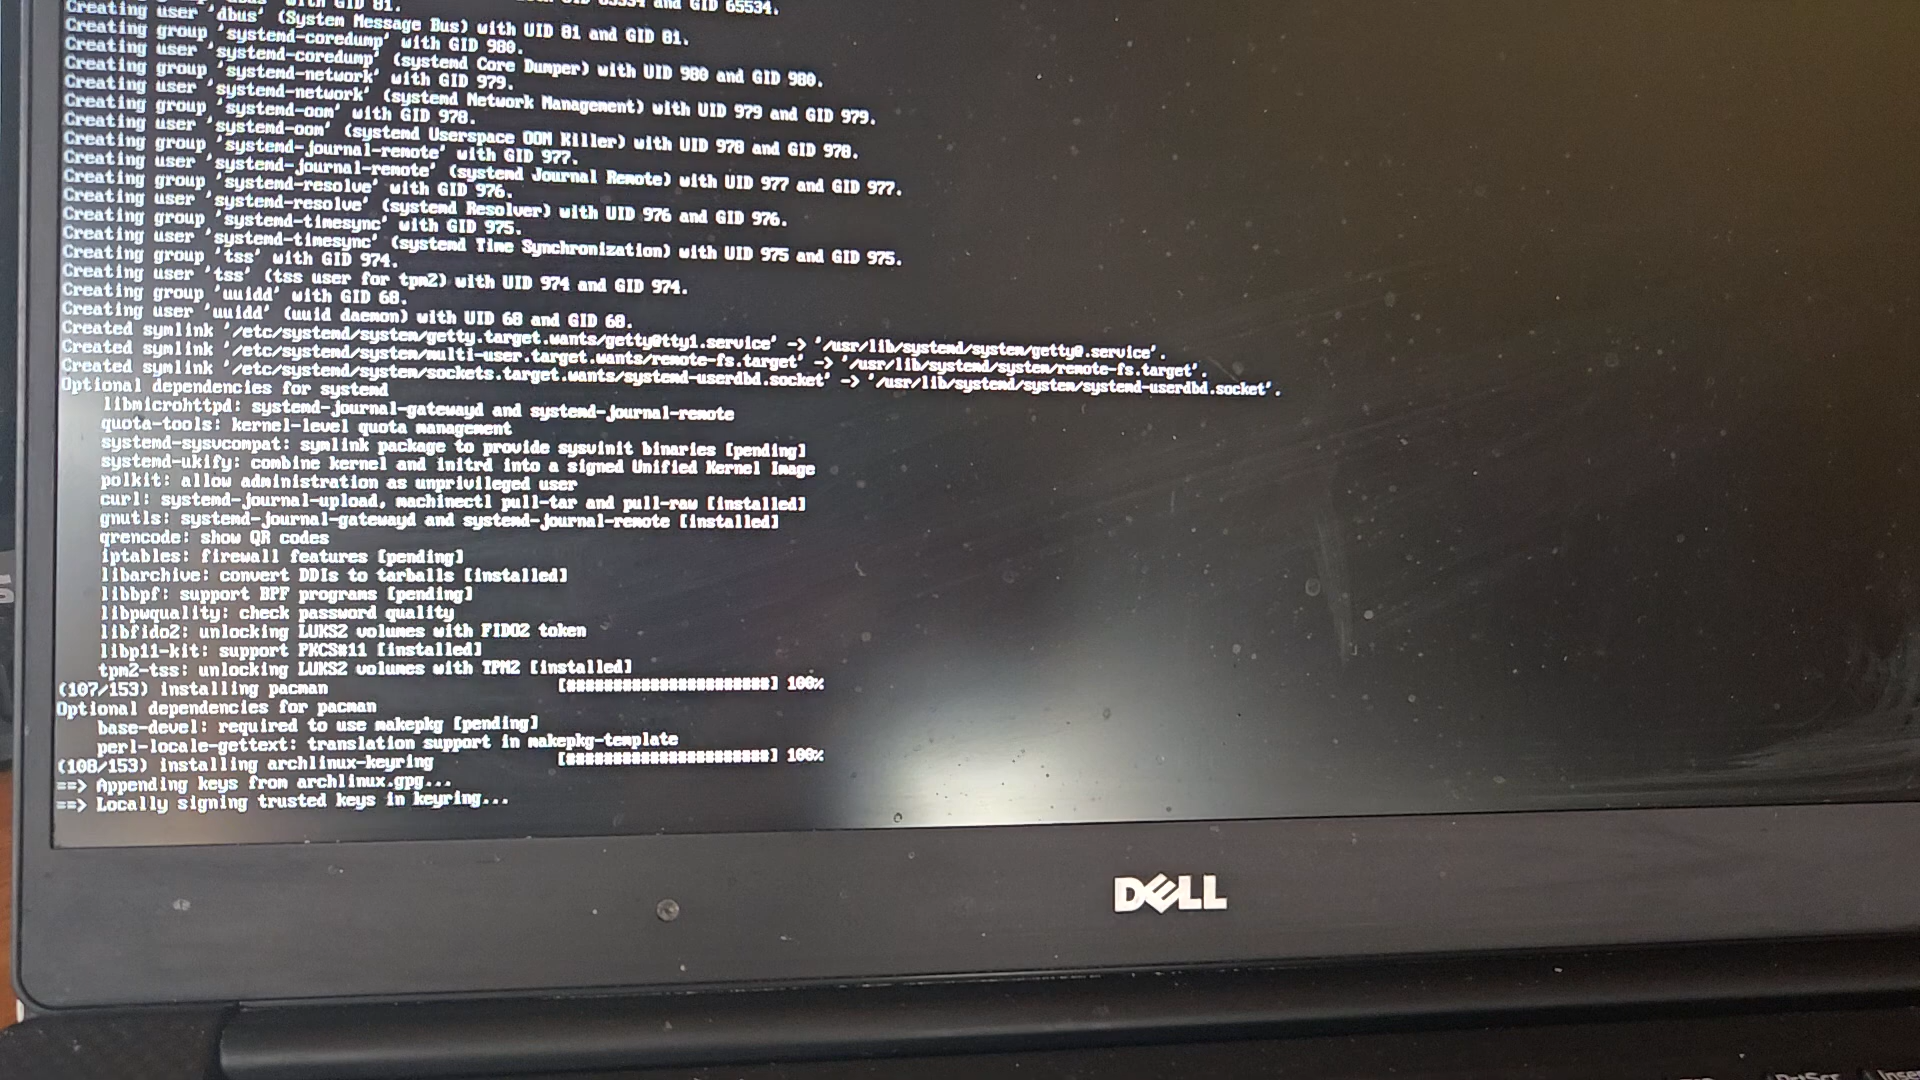 with GID 81.
and GID 65534.
Creating user 'dbus' (System Message Bus) with UID 81 and GID 81.
Creating group 'systemd-coredump' with GID 980.
Creating user 'systemd-coredump' (systemd Core Dumper) with UID 980 and GID 980.
Creating group 'systemd-network' with GID 979.
Creating user 'systemd-network' (systemd Network Management) with UID 979 and GID 979.
Creating group 'systemd-oom' with GID 978.
Creating user 'systemd-oom' (systemd Userspace OOM Killer) with UID 978 and GID 978.
Creating group 'systemd-journal-remote' with GID 977.
Creating user 'systemd-journal-remote' (systemd Journal Remote) with UID 977 and GID 977.
Creating group 'systemd-resolve' with GID 976.
Creating user 'systemd-resolve' (systemd Resolver) with UID 976 and GID 976.
Creating group 'systemd-timesync' with GID 975.
Creating user 'systemd-timesync' (systemd Time Synchronization) with UID 975 and GID 975.
Creating group 'tss' with GID 974.
Creating user 'tss' (tss user for tpm2) with UID 974 and GID 974.
Creating group 'uuidd' with GID 68.
Creating user 'uuidd' (uuid daemon) with UID 68 and GID 68.
Created symlink '/etc/systemd/system/getty.target.wants/getty@tty1.service' -> '/usr/lib/systemd/system/getty@.service'.
Created symlink '/etc/systemd/system/multi-user.target.wants/remote-fs.target' -> '/usr/lib/systemd/system/remote-fs.target'.
Created symlink '/etc/systemd/system/sockets.target.wants/systemd-userdbd.socket' -> '/usr/lib/systemd/system/systemd-userdbd.socket'.
Optional dependencies for systemd
libmicrohttpd: systemd-journal-gatewayd and systemd-journal-remote
quota-tools: kernel-level quota management
systemd-sysvcompat: symlink package to provide sysvinit binaries [pending]
systemd-ukify: combine kernel and initrd into a signed Unified Kernel Image
polkit: allow administration as unprivileged user
curl: systemd-journal-upload, machinectl pull-tar and pull-raw [installed]
gnutls: systemd-journal-gatewayd and systemd-journal-remote [installed]
qrencode: show QR codes
iptables: firewall features [pending]
libarchive: convert DDIs to tarballs [installed]
libbpf: support BPF programs [pending]
libpwquality: check password quality
libfido2: unlocking LUKS2 volumes with FIDO2 token
libp11-kit: support PKCS#11 [installed]
tpm2-tss: unlocking LUKS2 volumes with TPM2 [installed]
(107/153) installing pacman [######################] 100%
Optional dependencies for pacman
base-devel: required to use makepkg [pending]
perl-locale-gettext: translation support in makepkg-template
(108/153) installing archlinux-keyring [######################] 100%
==> Appending keys from archlinux.gpg...
==> Locally signing trusted keys in keyring...
DELL